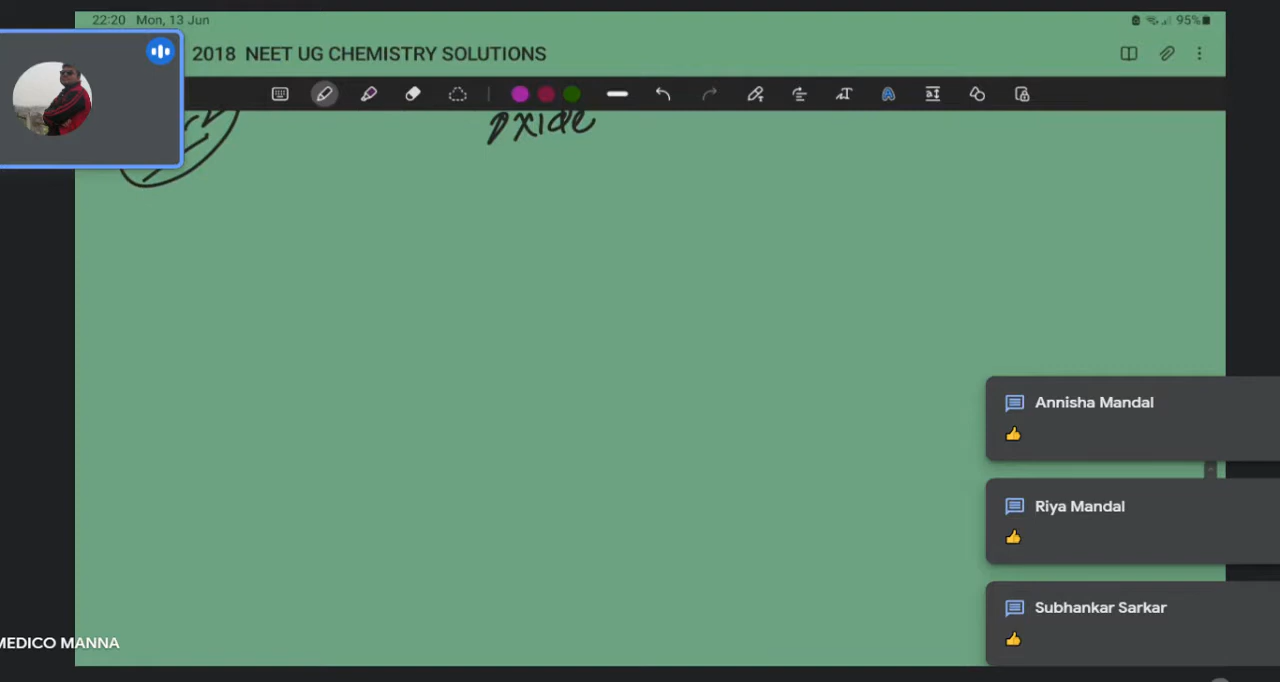 22:20 Mon, 13 Jun
95%
2018 NEET UG CHEMISTRY SOLUTIONS
oxide
Annisha Mandal
👍
Riya Mandal
👍
Subhankar Sarkar
👍
MEDICO MANNA